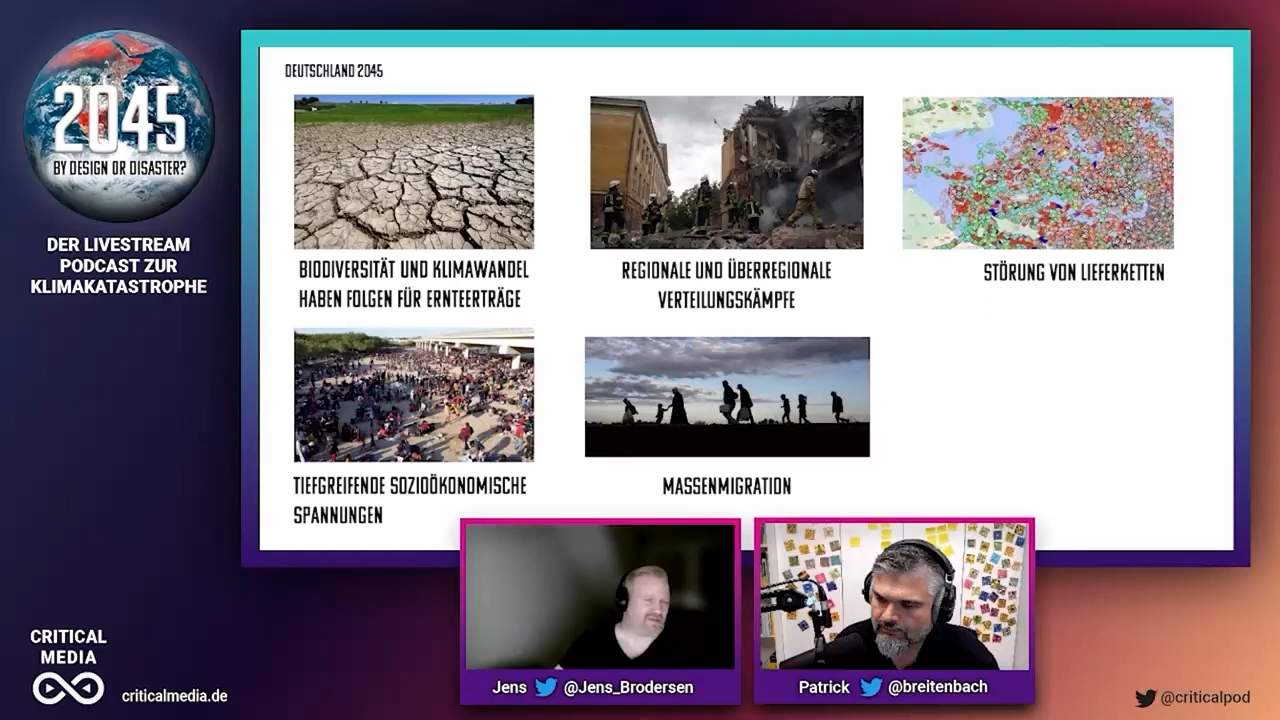 2045
BY DESIGN OR DISASTER?
DER LIVESTREAM
PODCAST ZUR
KLIMAKATASTROPHE
DEUTSCHLAND 2045
BIODIVERSITÄT UND KLIMAWANDEL
HABEN FOLGEN FÜR ERNTEERTRÄGE
REGIONALE UND ÜBERREGIONALE
VERTEILUNGSKÄMPFE
STÖRUNG VON LIEFERKETTEN
TIEFGREIFENDE SOZIOÖKONOMISCHE
SPANNUNGEN
MASSENMIGRATION
Jens @Jens_Brodersen
Patrick @breitenbach
CRITICAL
MEDIA
criticalmedia.de
@criticalpod